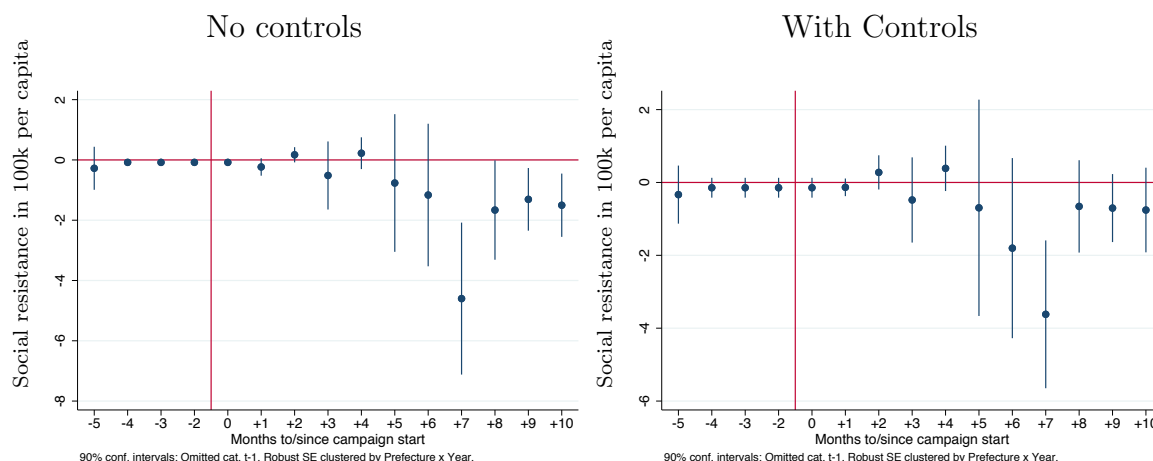 No controls
Social resistance in 100k per capita
2
0
-2
-4
-6
-8
-5 -4 -3 -2 0 +1 +2 +3 +4 +5 +6 +7 +8 +9 +10
Months to/since campaign start
90% conf. intervals; Omitted cat. t-1. Robust SE clustered by Prefecture x Year.
With Controls
Social resistance in 100k per capita
2
0
-2
-4
-6
-5 -4 -3 -2 0 +1 +2 +3 +4 +5 +6 +7 +8 +9 +10
Months to/since campaign start
90% conf. intervals; Omitted cat. t-1. Robust SE clustered by Prefecture x Year.